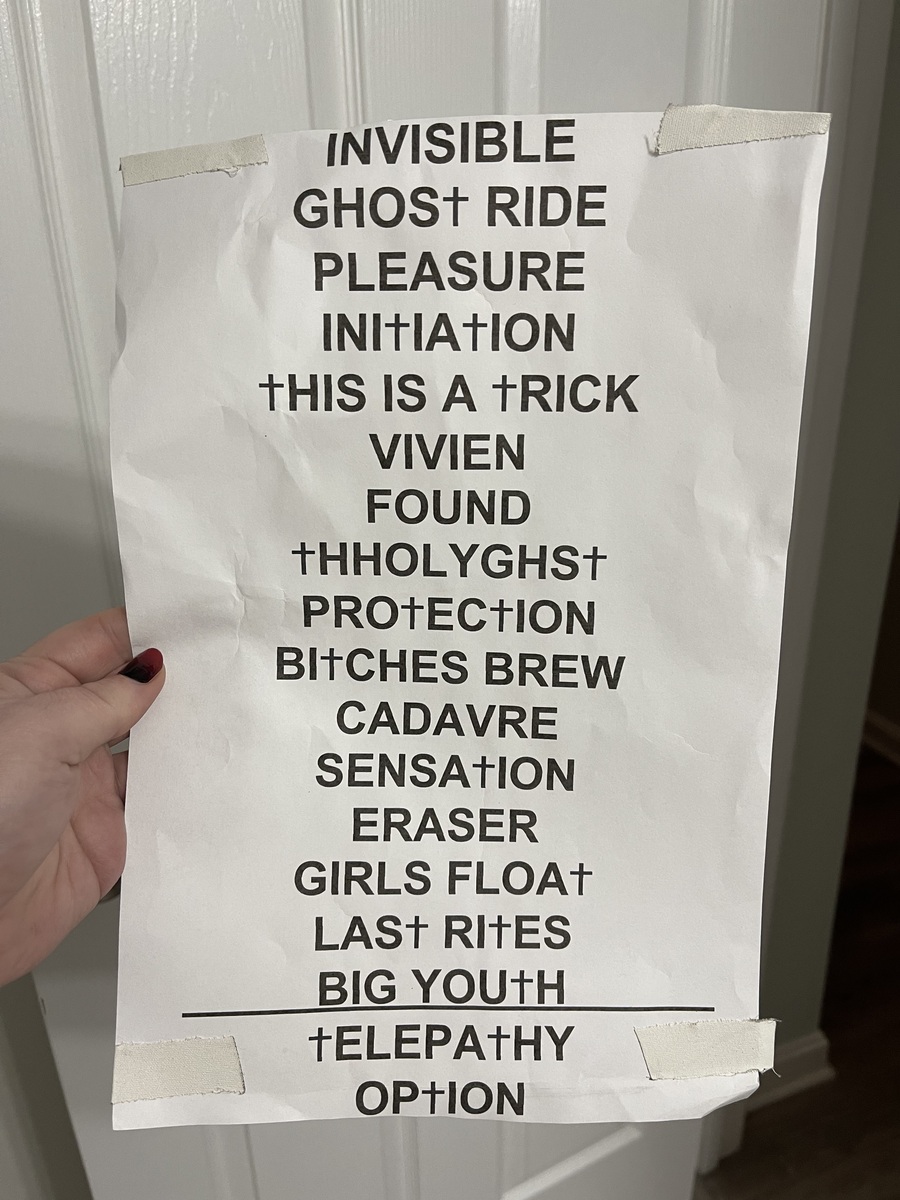 INVISIBLE
GHOS† RIDE
PLEASURE
INI†IA†ION
†HIS IS A †RICK
VIVIEN
FOUND
†HHOLYGHS†
PRO†EC†ION
BI†CHES BREW
CADAVRE
SENSA†ION
ERASER
GIRLS FLOA†
LAS† RI†ES
BIG YOU†H
†ELEPA†HY
OP†ION